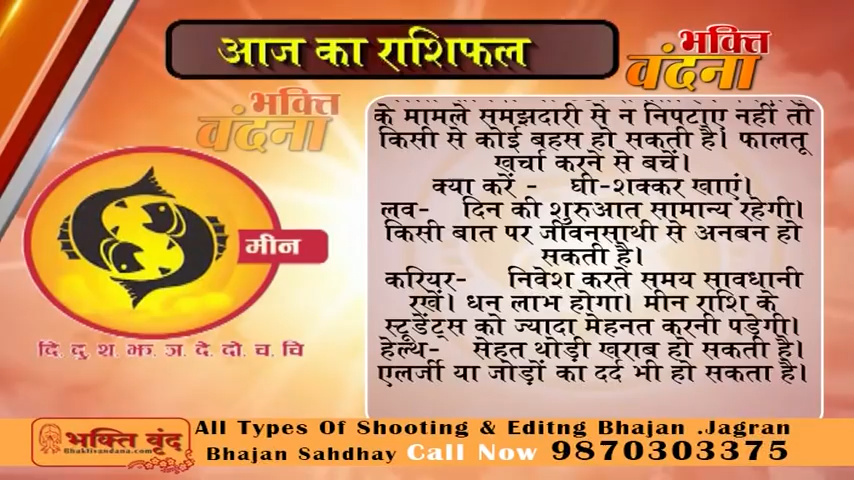 आज का राशिफल
भक्ति
वंदना
भक्ति
वंदना
के मामले समझदारी से न निपटाए नहीं तो
किसी से कोई बहस हो सकती है। फालतू
खर्चा करने से बचें।
क्या करें - घी-शक्कर खाएं।
लव- दिन की शुरुआत सामान्य रहेगी।
किसी बात पर जीवनसाथी से अनबन हो
सकती है।
करियर- निवेश करते समय सावधानी
रखें। धन लाभ होगा। मीन राशि के
स्टूडेंट्स को ज्यादा मेहनत करनी पड़ेगी।
हेल्थ- सेहत थोड़ी खराब हो सकती है।
एलर्जी या जोड़ों का दर्द भी हो सकता है।
मीन
दि. दु. श. झ. ञ. दे. दो. च. चि
भक्ति वृंद
Bhaktivandana.com
All Types Of Shooting & Editng Bhajan .Jagran
Bhajan Sahdhay Call Now 9870303375